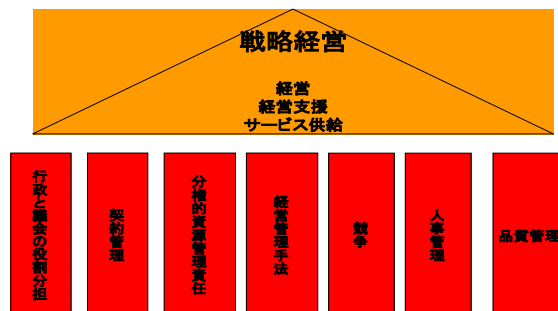 戦略経営
経営
経営支援
サービス供給
行政と議会の役割分担
契約管理
分権的資源管理責任
経営管理手法
競争
人事管理
品質管理